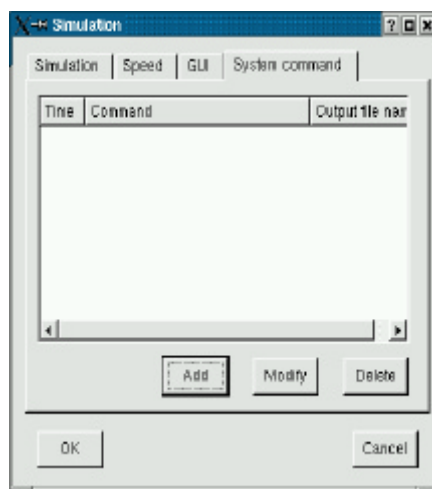 Simulation
Simulation Speed GUI System command
Time Command Output file nam
Add Modify Delete
OK Cancel